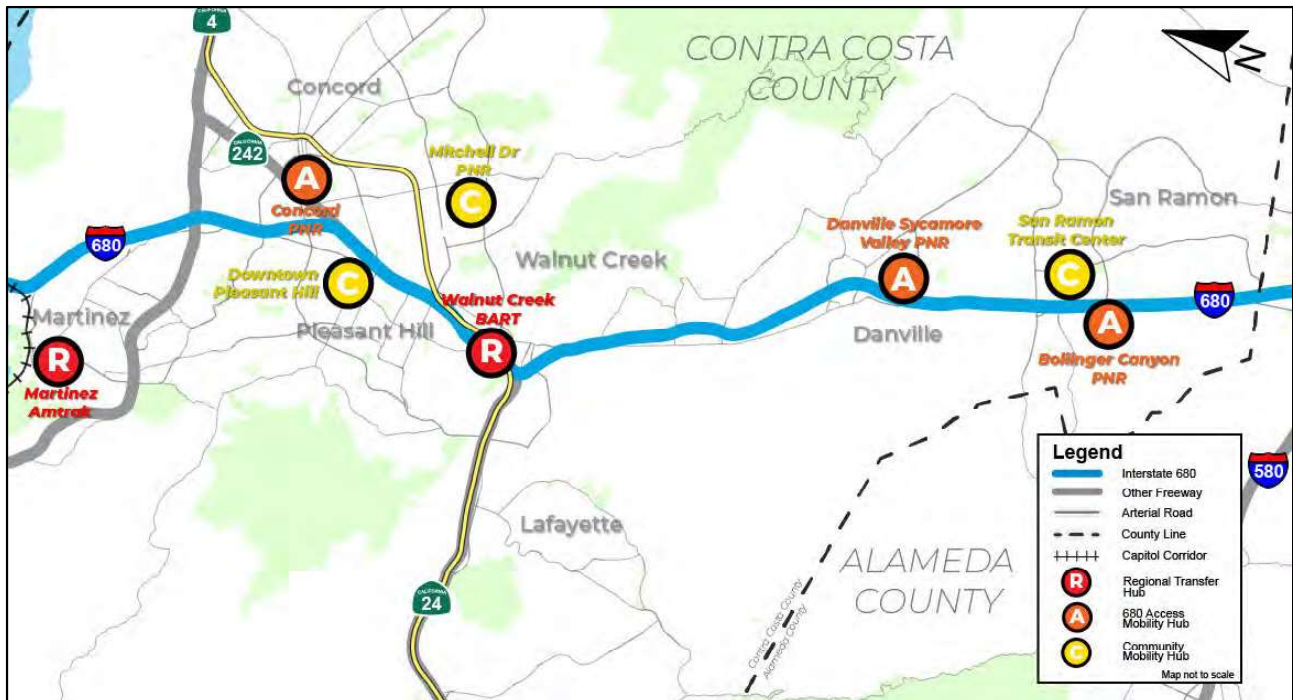 CALIFORNIA
4
Concord
CONTRA COSTA
COUNTY
N
CALIFORNIA
242
A
Concord
PNR
Mitchell Dr
PNR
C
680
Downtown
Pleasant Hill
C
Walnut Creek
Danville Sycamore
Valley PNR
A
San Ramon
Transit Center
C
San Ramon
680
Martinez
R
Martinez
Amtrak
Pleasant Hill
Walnut Creek
BART
R
Danville
A
Bollinger Canyon
PNR
Lafayette
CALIFORNIA
24
ALAMEDA
COUNTY
Contra Costa County
Alameda County
580
Legend
Interstate 680
Other Freeway
Arterial Road
County Line
Capitol Corridor
R
Regional Transfer
Hub
A
680 Access
Mobility Hub
C
Community
Mobility Hub
Map not to scale